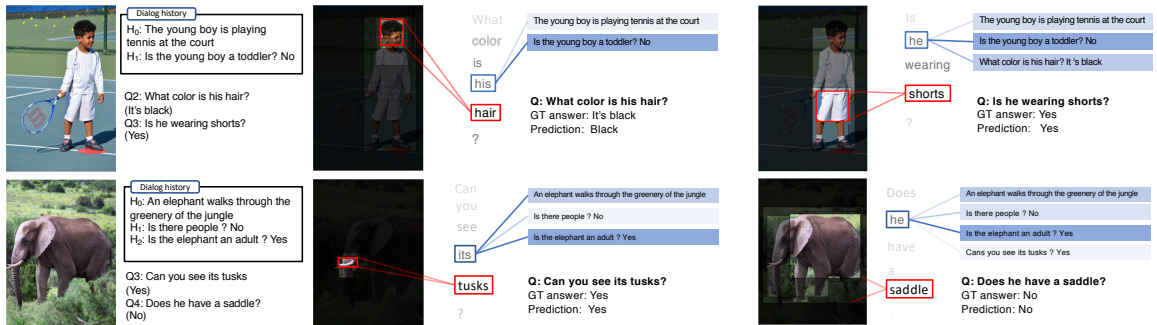 Dialog history
H0: The young boy is playing
tennis at the court
H1: Is the young boy a toddler? No
Q2: What color is his hair?
(It's black)
Q3: Is he wearing shorts?
(Yes)
What
color
is
his
hair
?
The young boy is playing tennis at the court
Is the young boy a toddler? No
Q: What color is his hair?
GT answer: It's black
Prediction: Black
Is
he
wearing
shorts
?
The young boy is playing tennis at the court
Is the young boy a toddler? No
What color is his hair? It 's black
Q: Is he wearing shorts?
GT answer: Yes
Prediction: Yes
Dialog history
H0: An elephant walks through the
greenery of the jungle
H1: Is there people ? No
H2: Is the elephant an adult ? Yes
Q3: Can you see its tusks
(Yes)
Q4: Does he have a saddle?
(No)
Can
you
see
its
tusks
?
An elephant walks through the greenery of the jungle
Is there people ? No
Is the elephant an adult ? Yes
Q: Can you see its tusks?
GT answer: Yes
Prediction: Yes
Does
he
have
a
saddle
?
An elephant walks through the greenery of the jungle
Is there people ? No
Is the elephant an adult ? Yes
Cans you see its tusks ? Yes
Q: Does he have a saddle?
GT answer: No
Prediction: No